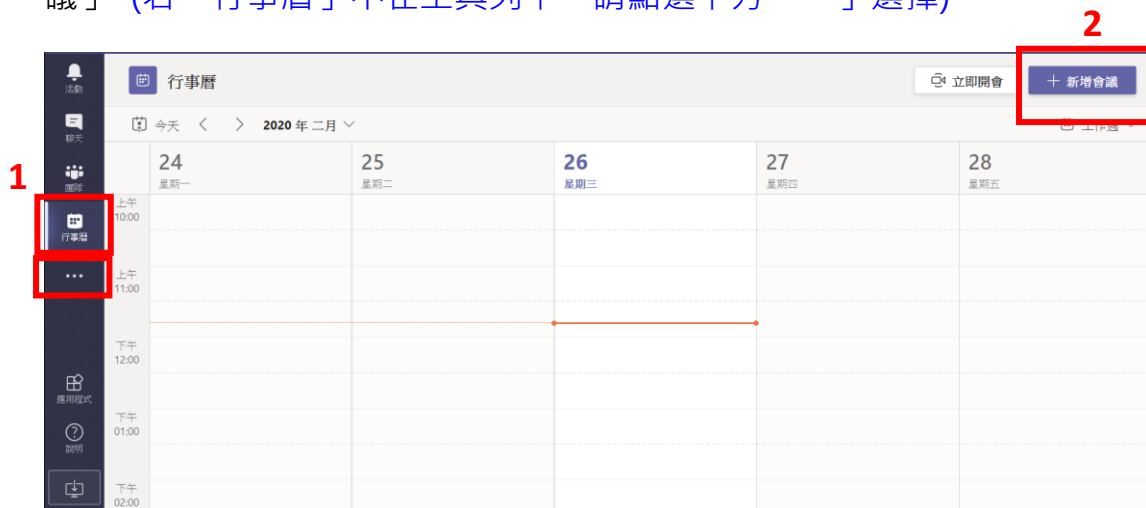 議」 (若「行事曆」不在工具列中，請點選下方「…」選擇)
2
活動
行事曆
立即開會
+ 新增會議
聊天
今天 < > 2020 年 二月
工作週
1
團隊
24
25
26
27
28
星期一
星期二
星期三
星期四
星期五
行事曆
上午
10:00
...
上午
11:00
下午
12:00
應用程式
下午
01:00
說明
下午
02:00